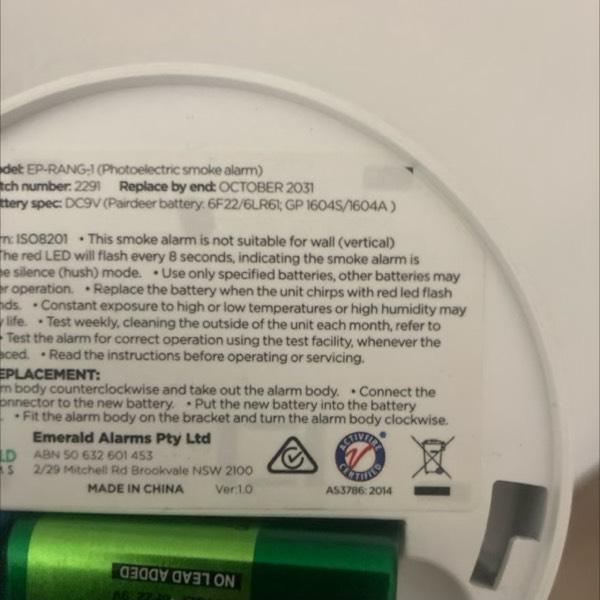 del: EP-RANG-1 (Photoelectric smoke alarm)
tch number: 2291 Replace by end: OCTOBER 2031
ttery spec: DC9V (Pairdeer battery: 6F22/6LR61; GP 1604S/1604A )
rn: ISO8201 • This smoke alarm is not suitable for wall (vertical)
The red LED will flash every 8 seconds, indicating the smoke alarm is
e silence (hush) mode. • Use only specified batteries, other batteries may
er operation. • Replace the battery when the unit chirps with red led flash
nds. • Constant exposure to high or low temperatures or high humidity may
y life. • Test weekly, cleaning the outside of the unit each month, refer to
• Test the alarm for correct operation using the test facility, whenever the
aced. • Read the instructions before operating or servicing.
EPLACEMENT:
m body counterclockwise and take out the alarm body. • Connect the
onnector to the new battery. • Put the new battery into the battery
. • Fit the alarm body on the bracket and turn the alarm body clockwise.
Emerald Alarms Pty Ltd
LD ABN 50 632 601 453
S 2/29 Mitchell Rd Brookvale NSW 2100
MADE IN CHINA Ver:1.0
ACTIVFIRE
CERTIFIED
AS3786: 2014
NO LEAD ADDED